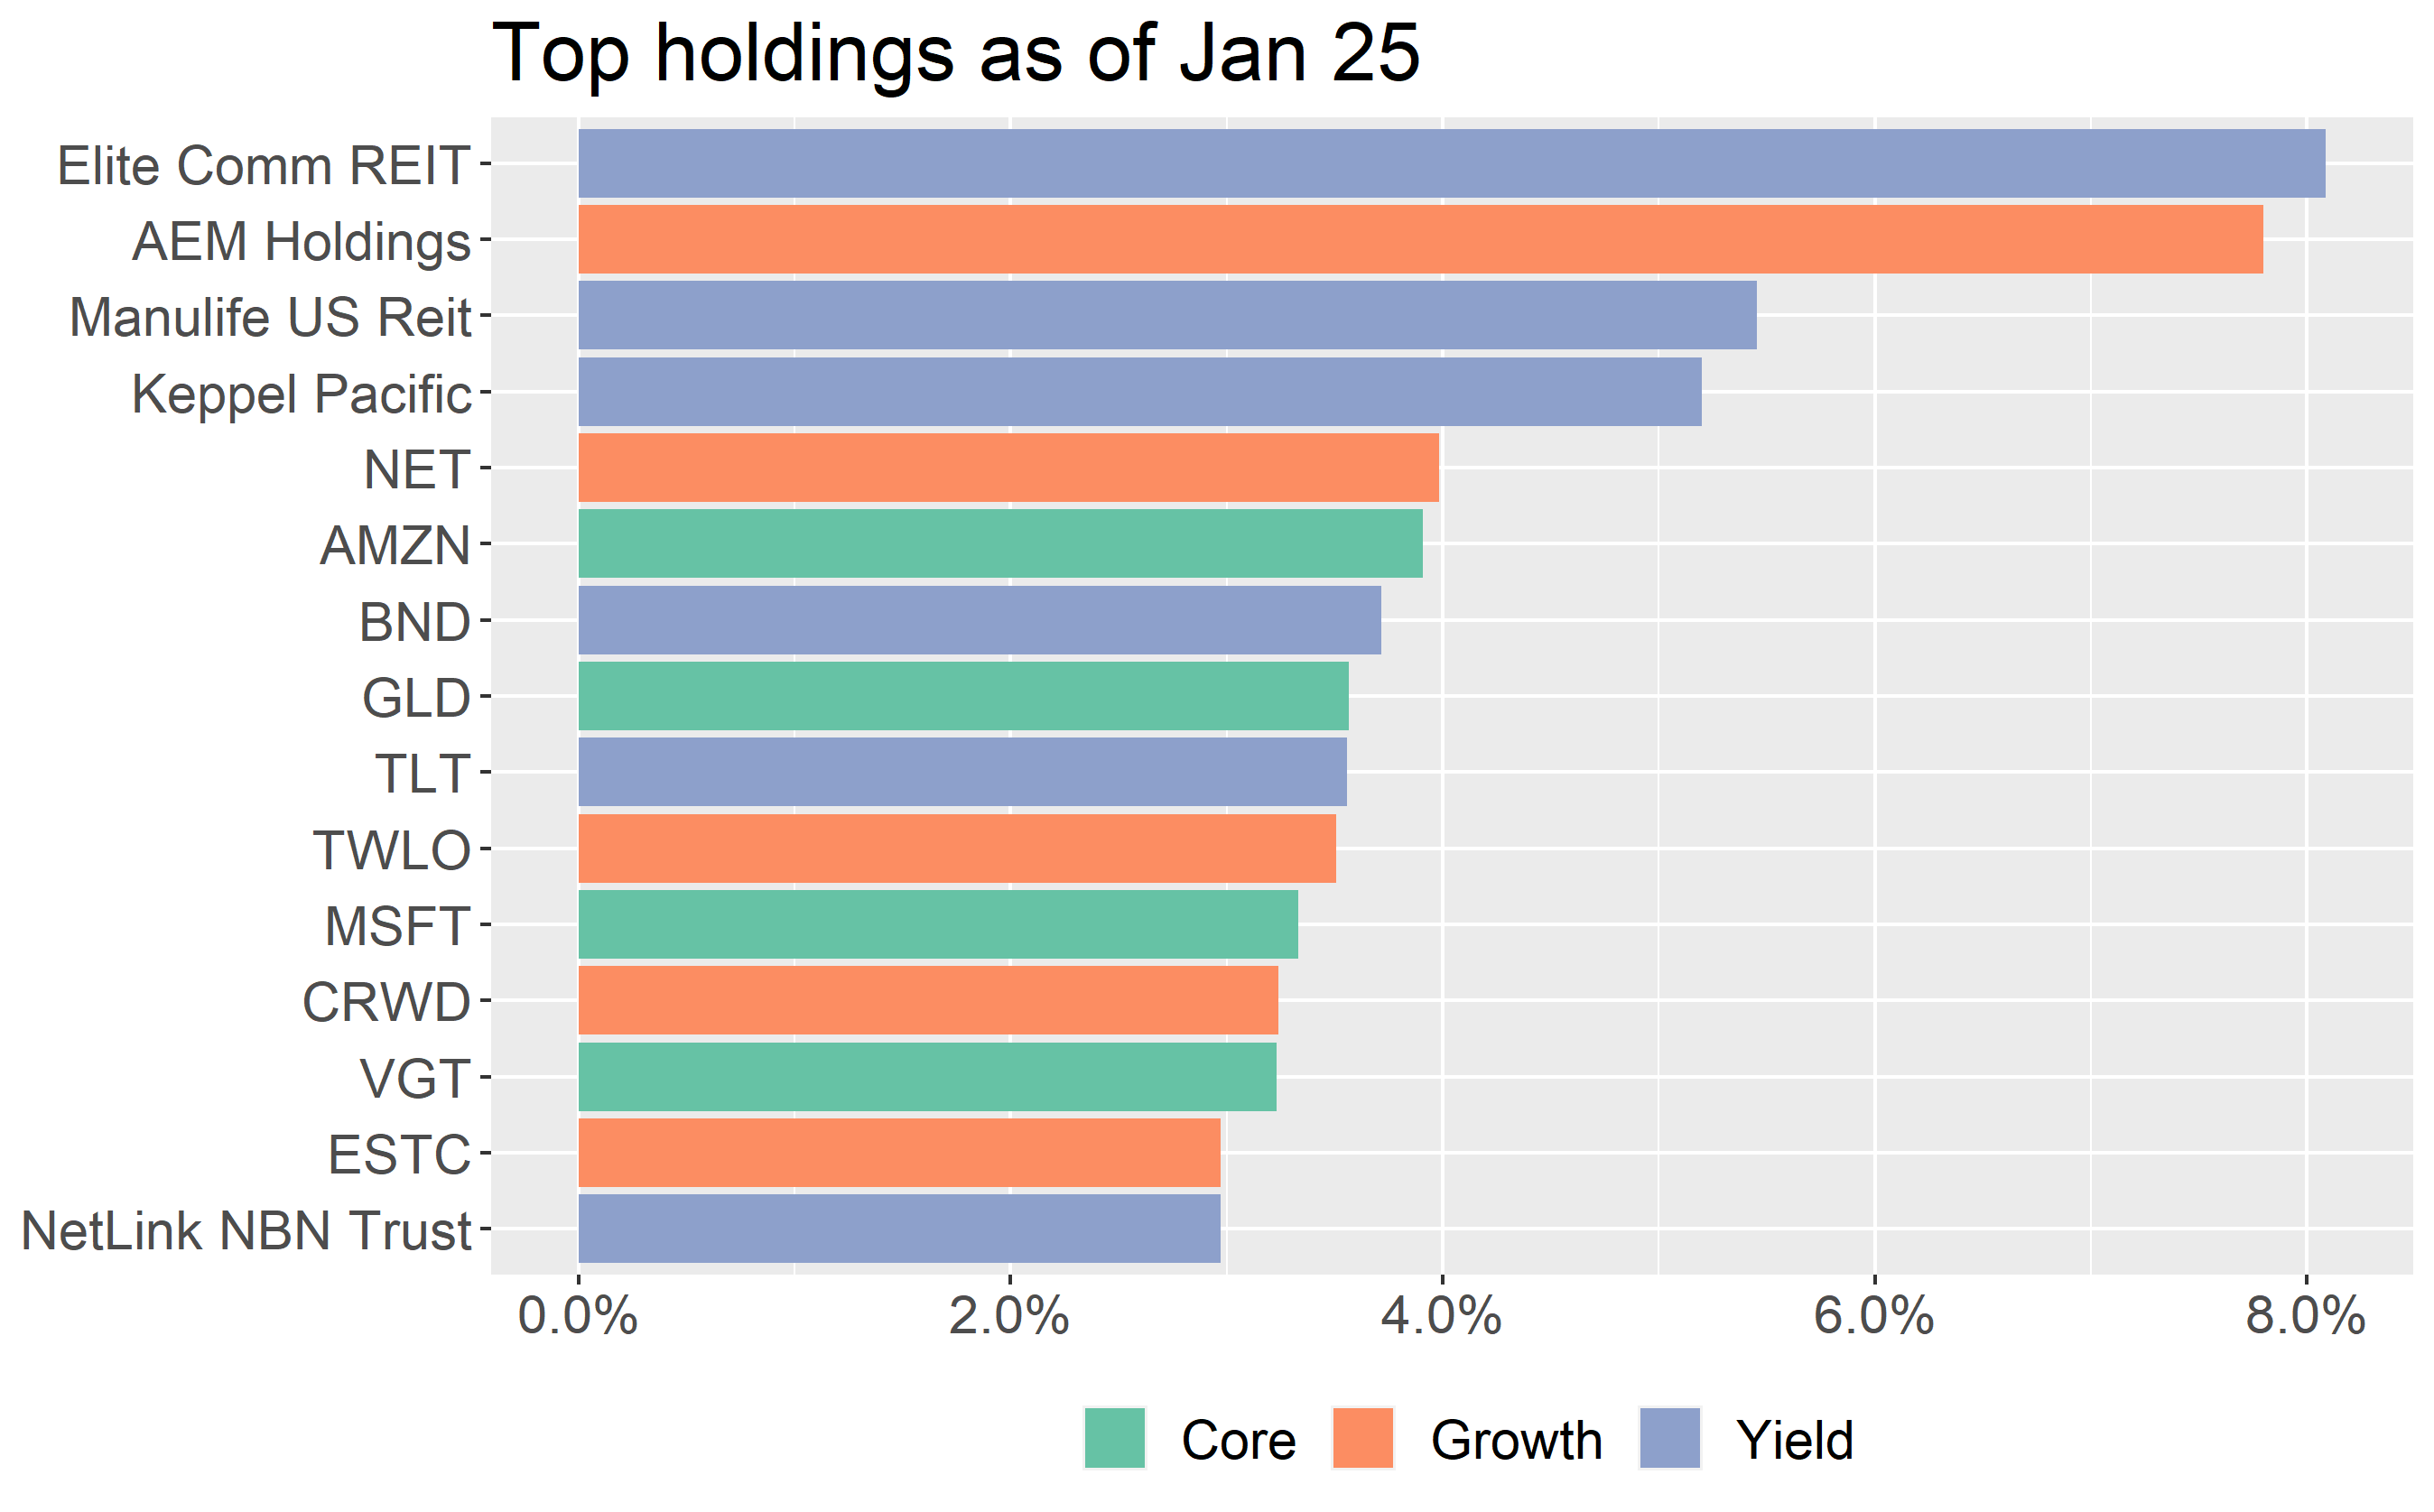 Top holdings as of Jan 25
Elite Comm REIT
AEM Holdings
Manulife US Reit
Keppel Pacific
NET
AMZN
BND
GLD
TLT
TWLO
MSFT
CRWD
VGT
ESTC
NetLink NBN Trust
0.0% 2.0% 4.0% 6.0% 8.0%
Core Growth Yield